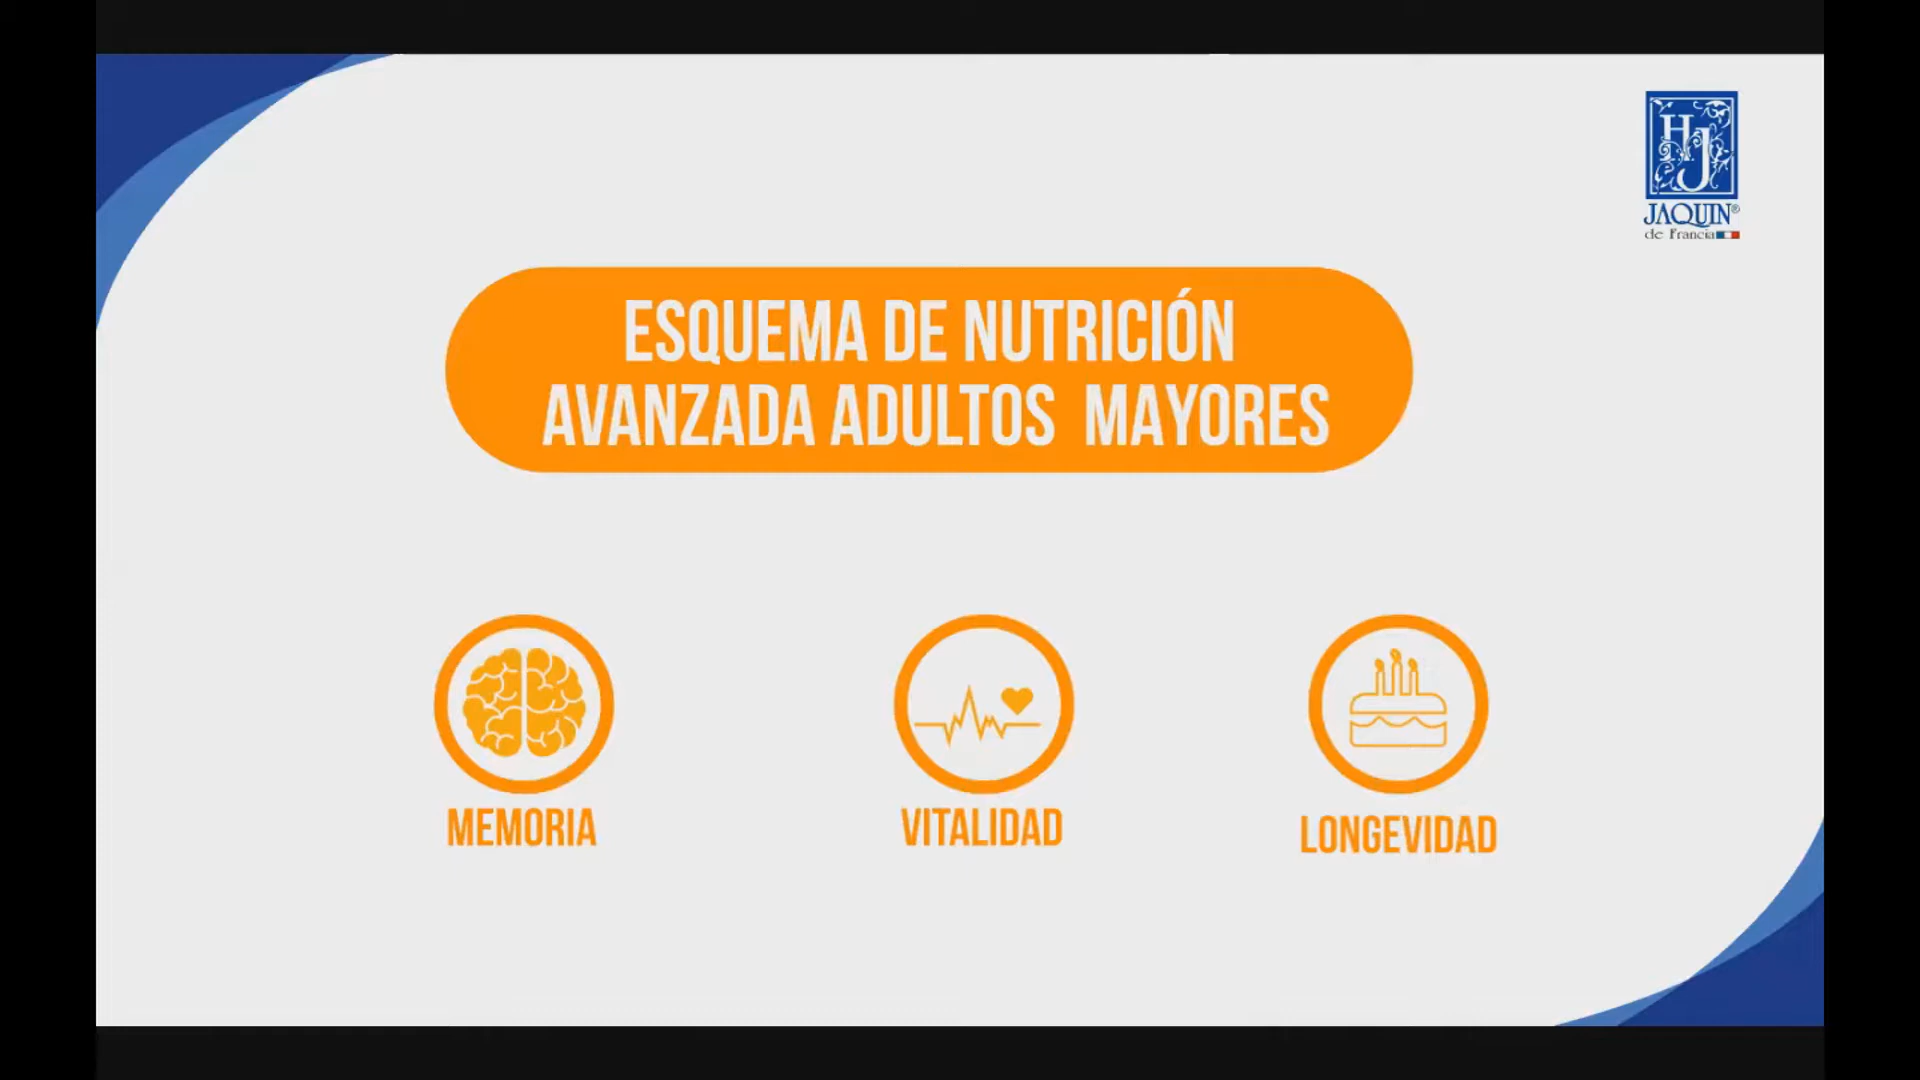 HJ
JAQUIN®
de Francia
ESQUEMA DE NUTRICIÓN
AVANZADA ADULTOS MAYORES
MEMORIA
VITALIDAD
LONGEVIDAD